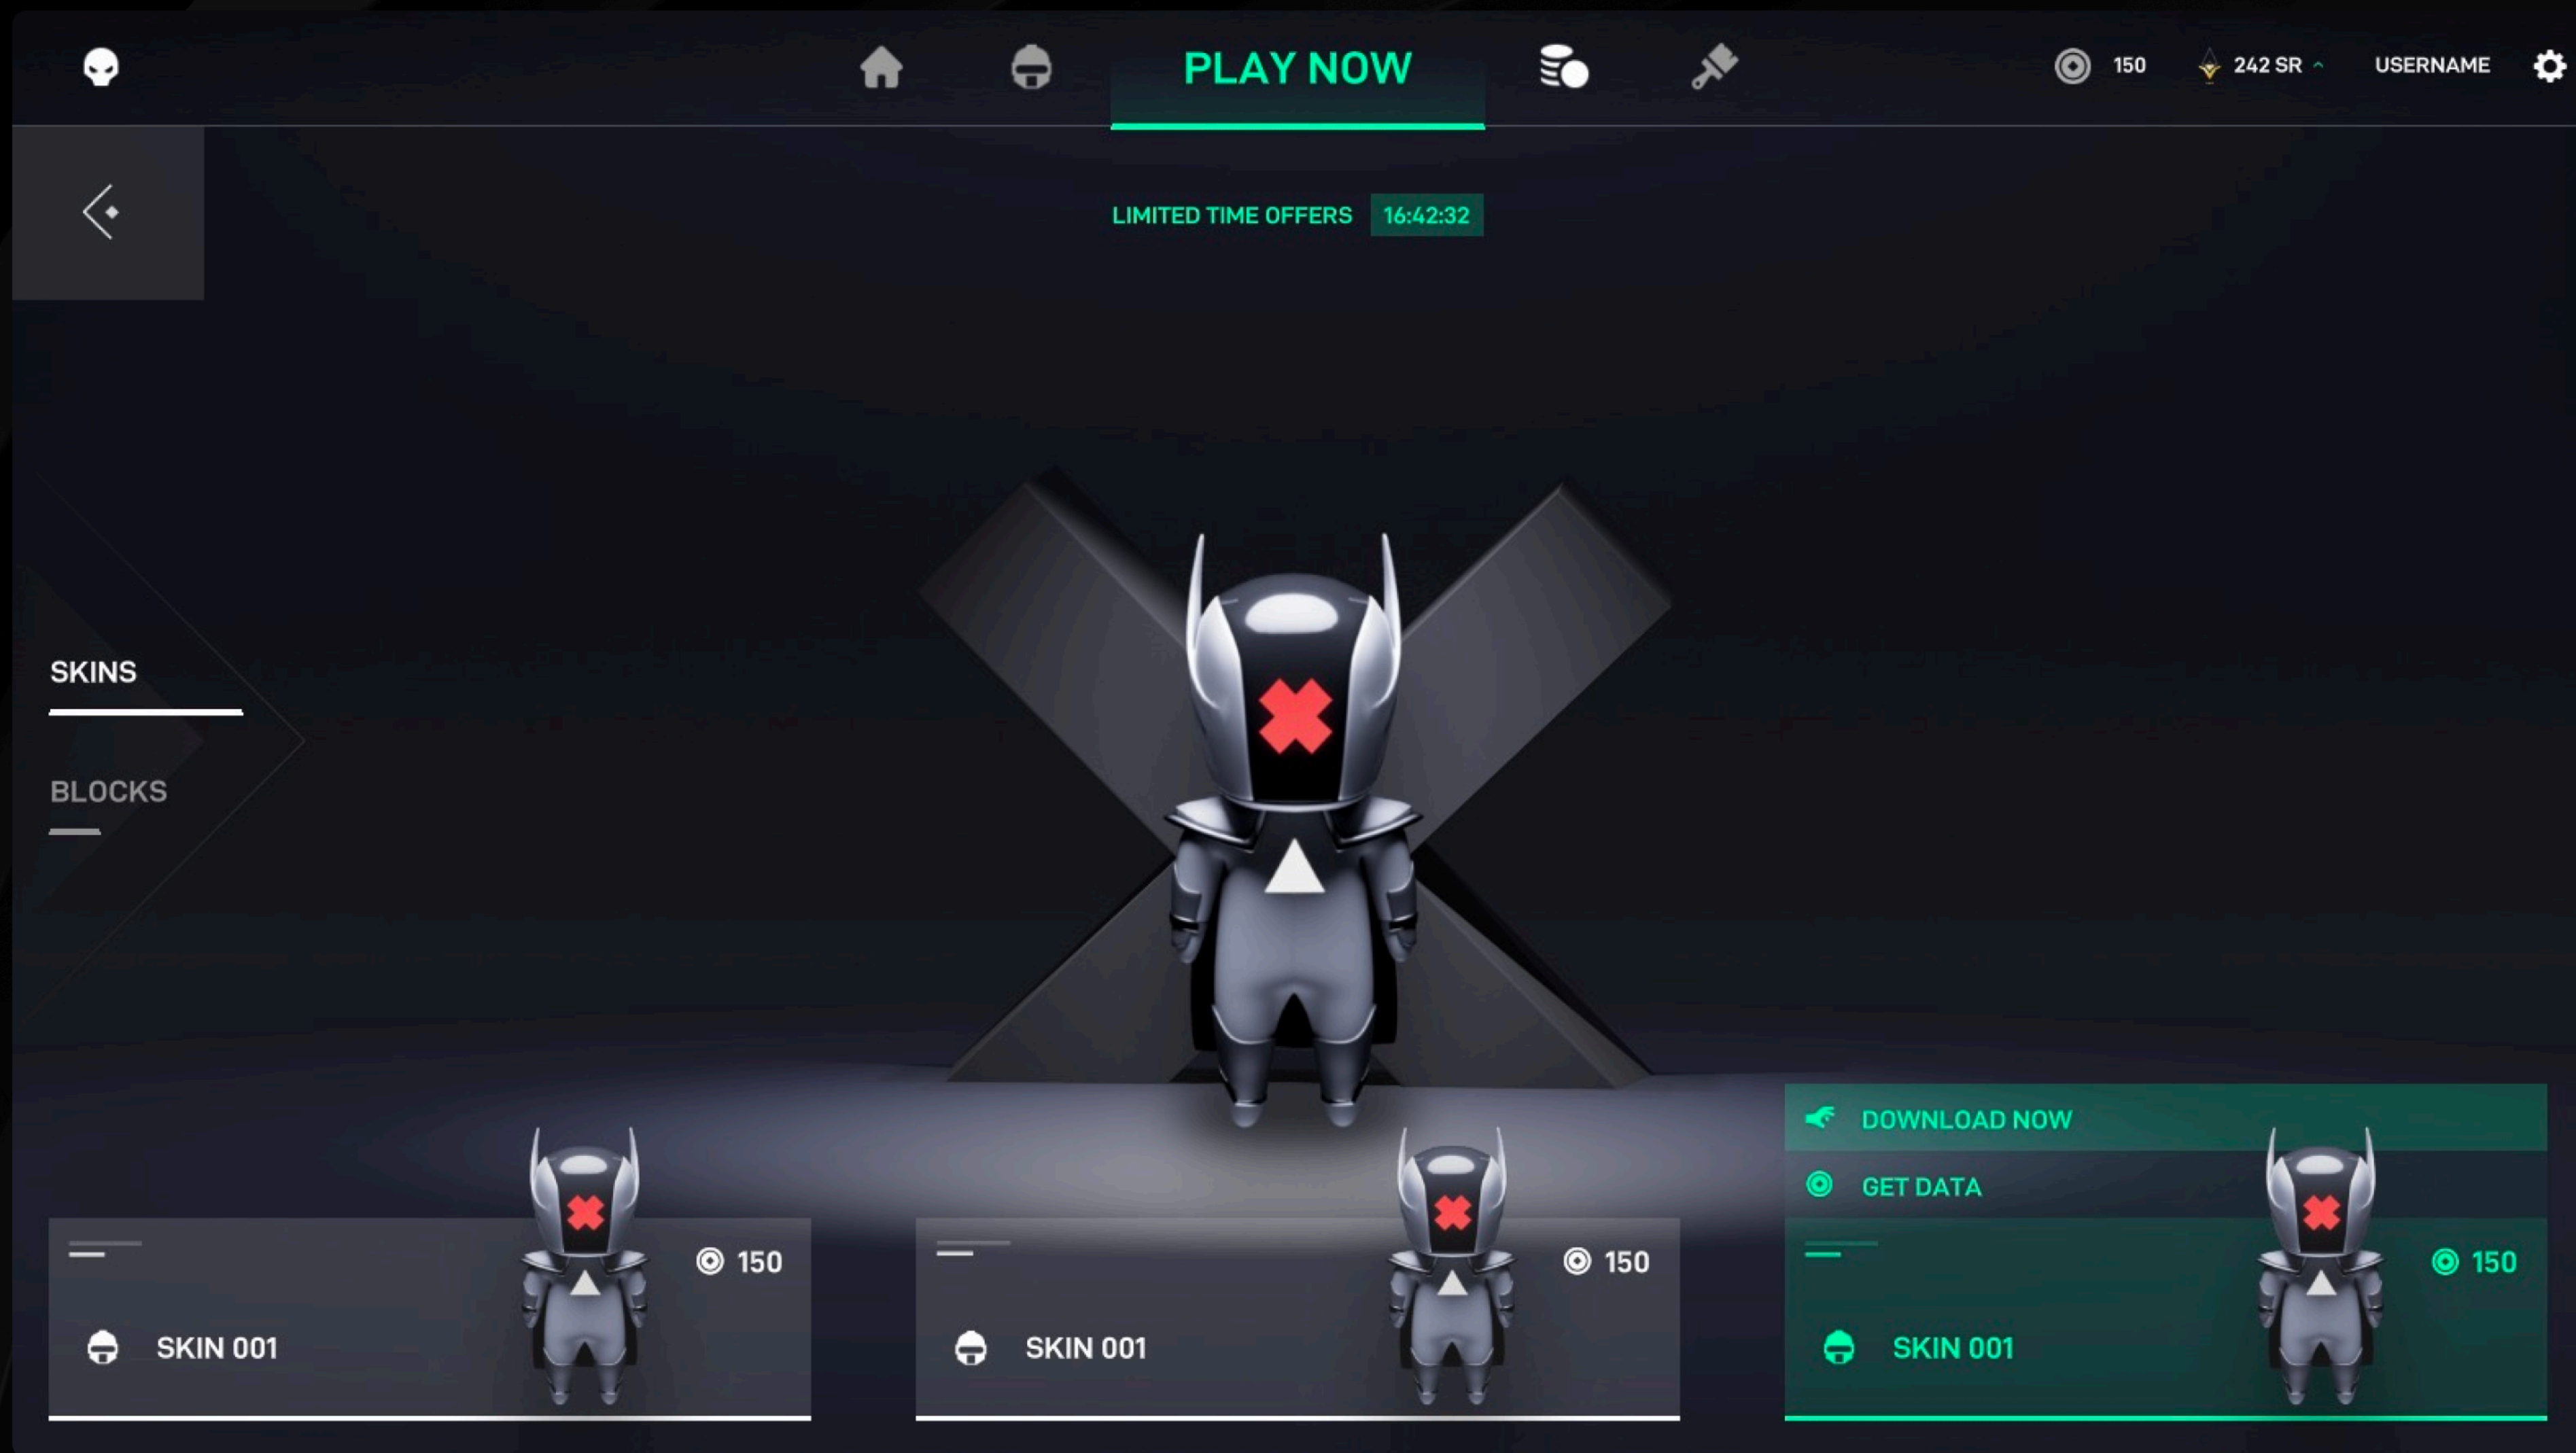 PLAY NOW
150
242 SR
USERNAME
LIMITED TIME OFFERS 16:42:32
SKINS
BLOCKS
150
SKIN 001
150
SKIN 001
DOWNLOAD NOW
GET DATA
150
SKIN 001